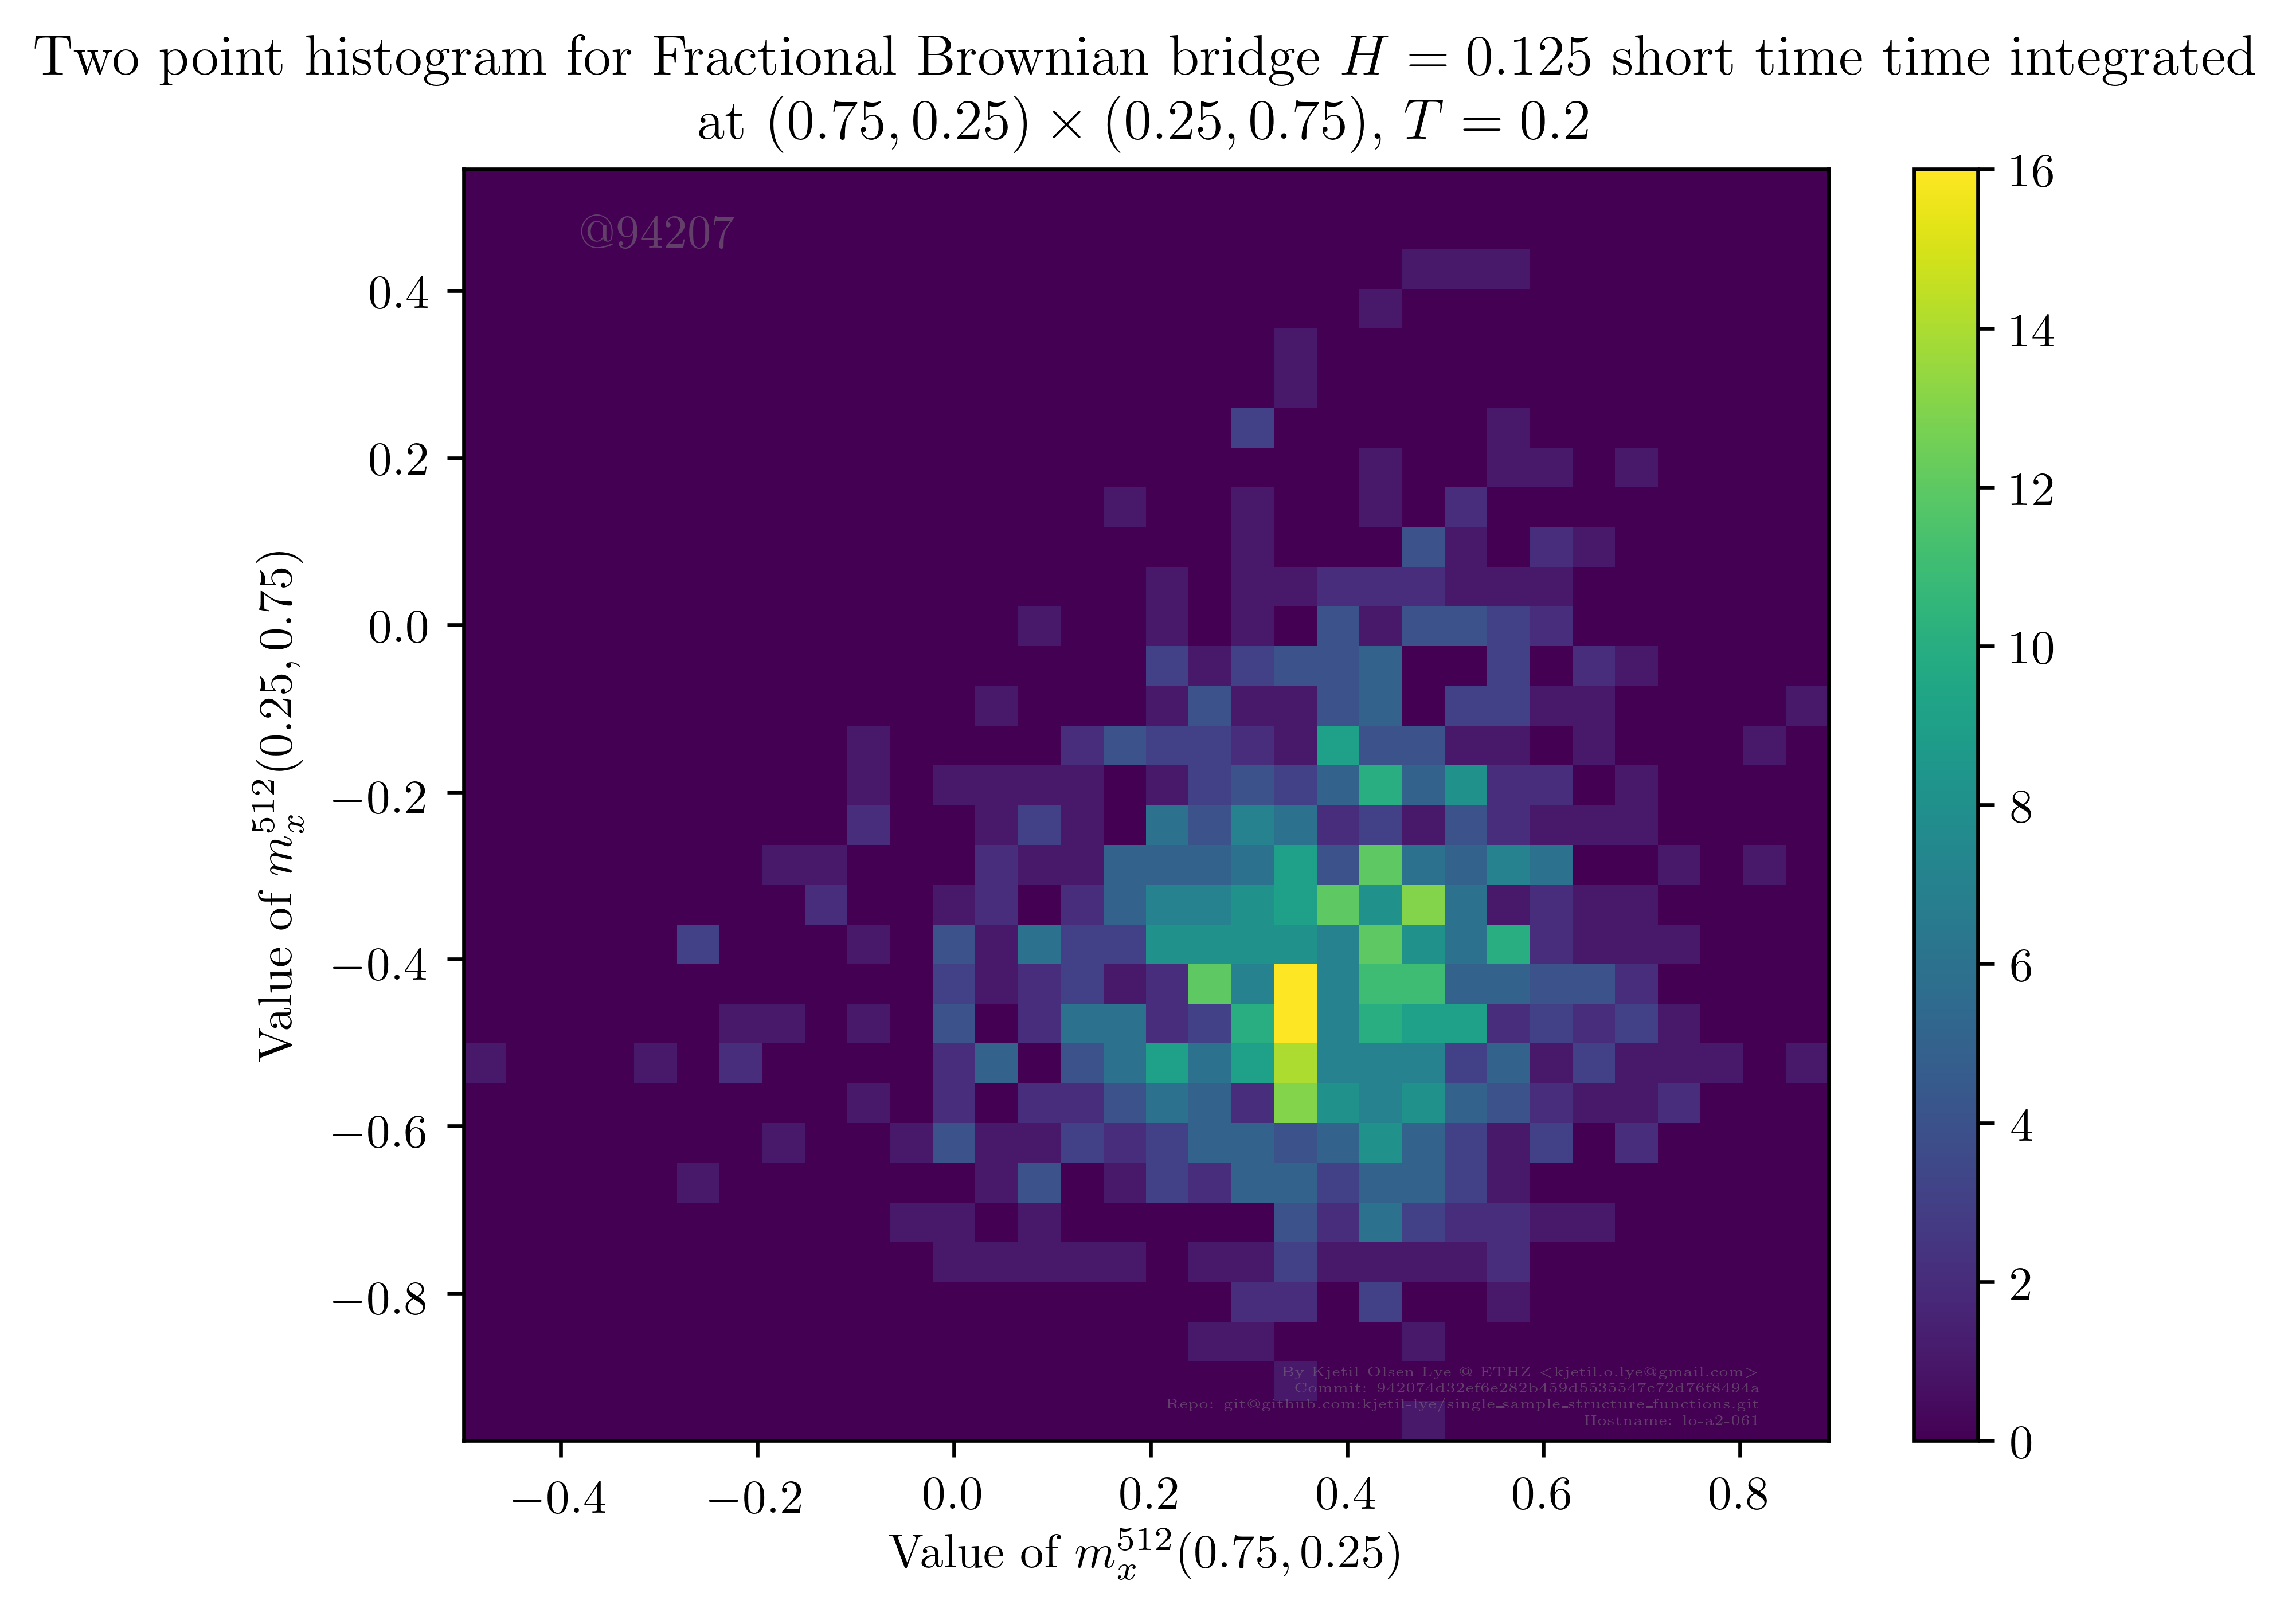 Two point histogram for Fractional Brownian bridge H = 0.125 short time time integrated
at (0.75, 0.25) × (0.25, 0.75), T = 0.2
@94207
Value of m_x^512(0.25, 0.75)
0.4
0.2
0.0
−0.2
−0.4
−0.6
−0.8
−0.4 −0.2 0.0 0.2 0.4 0.6 0.8
Value of m_x^512(0.75, 0.25)
16
14
12
10
8
6
4
2
0
By Kjetil Olsen Lye @ ETHZ <kjetil.o.lye@gmail.com>
Commit: 942074d32ef6e282b459d5535547c72d76f8494a
Repo: git@github.com:kjetil-lye/single_sample_structure_functions.git
Hostname: lo-a2-061